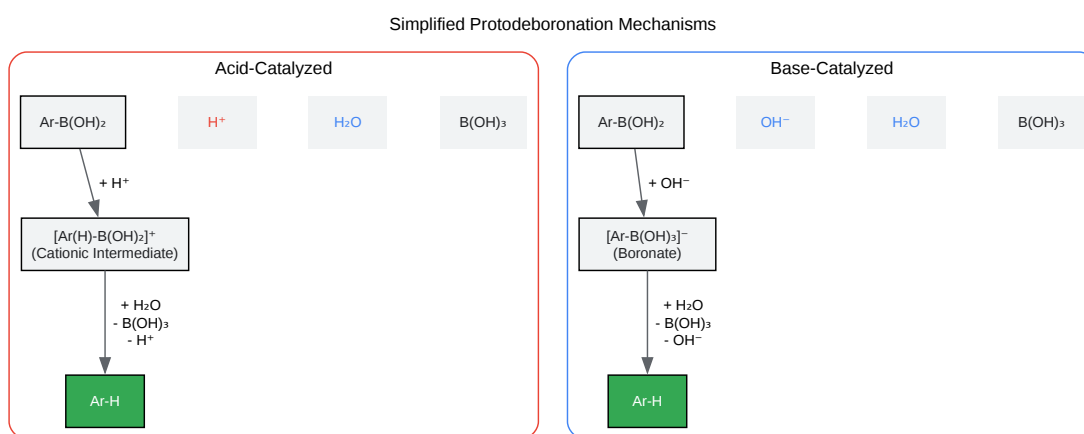 Simplified Protodeboronation Mechanisms
Acid-Catalyzed
Ar-B(OH)₂
H⁺
H₂O
B(OH)₃
+ H⁺
[Ar(H)-B(OH)₂]⁺
(Cationic Intermediate)
+ H₂O
- B(OH)₃
- H⁺
Ar-H
Base-Catalyzed
Ar-B(OH)₂
OH⁻
H₂O
B(OH)₃
+ OH⁻
[Ar-B(OH)₃]⁻
(Boronate)
+ H₂O
- B(OH)₃
- OH⁻
Ar-H